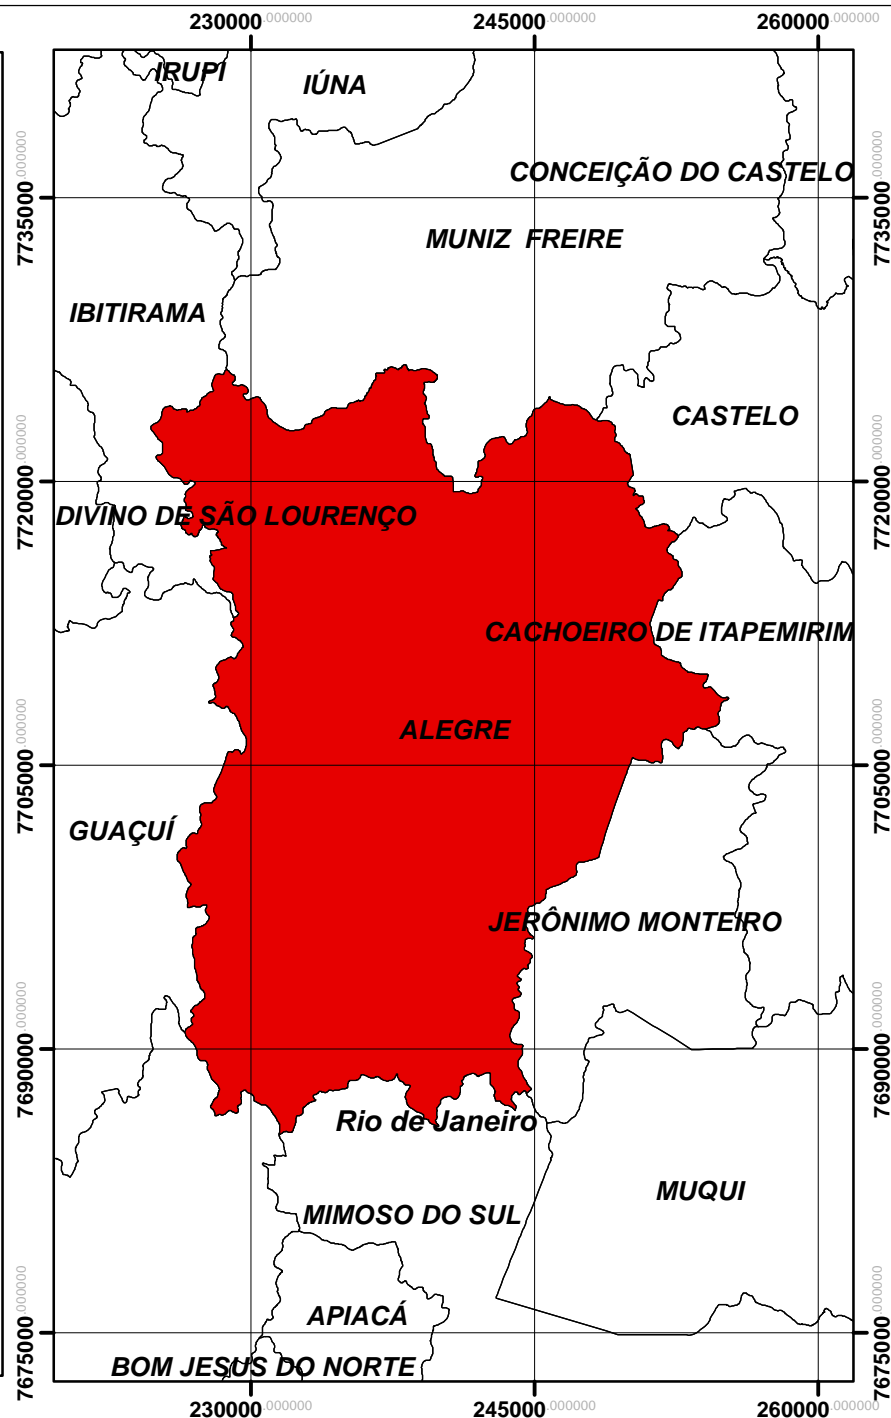 230000.000000 245000.000000 260000.000000
IRUPI
IÚNA
CONCEIÇÃO DO CASTELO
7735000.000000 7735000.000000
MUNIZ FREIRE
IBITIRAMA
CASTELO
7720000.000000 7720000.000000
DIVINO DE SÃO LOURENÇO
CACHOEIRO DE ITAPEMIRIM
ALEGRE
7705000.000000 7705000.000000
GUAÇUÍ
JERÔNIMO MONTEIRO
7690000.000000 7690000.000000
Rio de Janeiro
MUQUI
MIMOSO DO SUL
APIACÁ
7675000.000000 7675000.000000
BOM JESUS DO NORTE
230000.000000 245000.000000 260000.000000